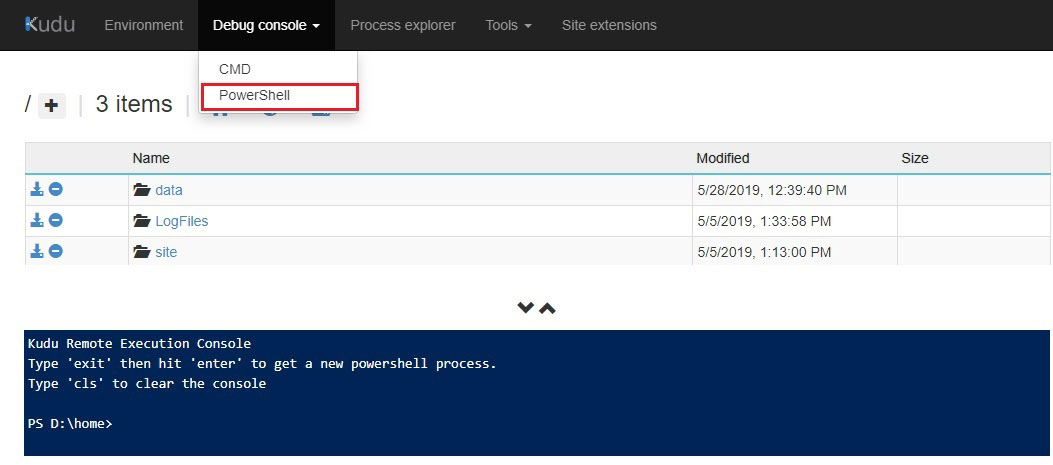 Kudu Environment Debug console Process explorer Tools Site extensions
CMD
PowerShell
/ + | 3 items |
Name Modified Size
data 5/28/2019, 12:39:40 PM
LogFiles 5/5/2019, 1:33:58 PM
site 5/5/2019, 1:13:00 PM
Kudu Remote Execution Console
Type 'exit' then hit 'enter' to get a new powershell process.
Type 'cls' to clear the console
PS D:\home>